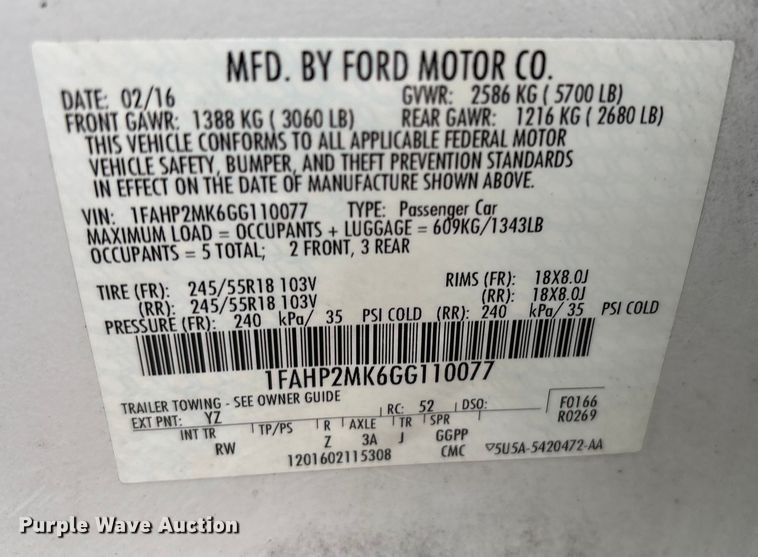 MFD. BY FORD MOTOR CO.
DATE: 02/16 GVWR: 2586 KG ( 5700 LB)
FRONT GAWR: 1388 KG ( 3060 LB) REAR GAWR: 1216 KG ( 2680 LB)
THIS VEHICLE CONFORMS TO ALL APPLICABLE FEDERAL MOTOR
VEHICLE SAFETY, BUMPER, AND THEFT PREVENTION STANDARDS
IN EFFECT ON THE DATE OF MANUFACTURE SHOWN ABOVE.
VIN: 1FAHP2MK6GG110077 TYPE: Passenger Car
MAXIMUM LOAD = OCCUPANTS + LUGGAGE = 609KG/1343LB
OCCUPANTS = 5 TOTAL; 2 FRONT, 3 REAR
TIRE (FR): 245/55R18 103V RIMS (FR): 18X8.0J
(RR): 245/55R18 103V (RR): 18X8.0J
PRESSURE (FR): 240 kPa/ 35 PSI COLD (RR): 240 kPa/ 35 PSI COLD
1FAHP2MK6GG110077
TRAILER TOWING - SEE OWNER GUIDE
EXT PNT: YZ RC: 52 DSO: F0166
R0269
INT TR TP/PS R AXLE TR SPR
RW Z 3A J GGPP
1201602115308 CMC ▽5U5A-5420472-AA
Purple Wave Auction